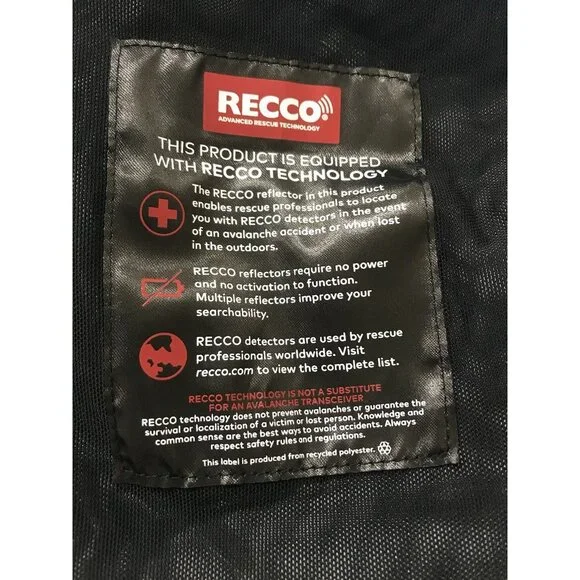 RECCO®
ADVANCED RESCUE TECHNOLOGY
THIS PRODUCT IS EQUIPPED
WITH RECCO TECHNOLOGY
The RECCO reflector in this product
enables rescue professionals to locate
you with RECCO detectors in the event
of an avalanche accident or when lost
in the outdoors.
RECCO reflectors require no power
and no activation to function.
Multiple reflectors improve your
searchability.
RECCO detectors are used by rescue
professionals worldwide. Visit
recco.com to view the complete list.
RECCO TECHNOLOGY IS NOT A SUBSTITUTE
FOR AN AVALANCHE TRANSCEIVER
RECCO technology does not prevent avalanches or guarantee the
survival or localization of a victim or lost person. Knowledge and
common sense are the best ways to avoid accidents. Always
respect safety rules and regulations.
This label is produced from recycled polyester.